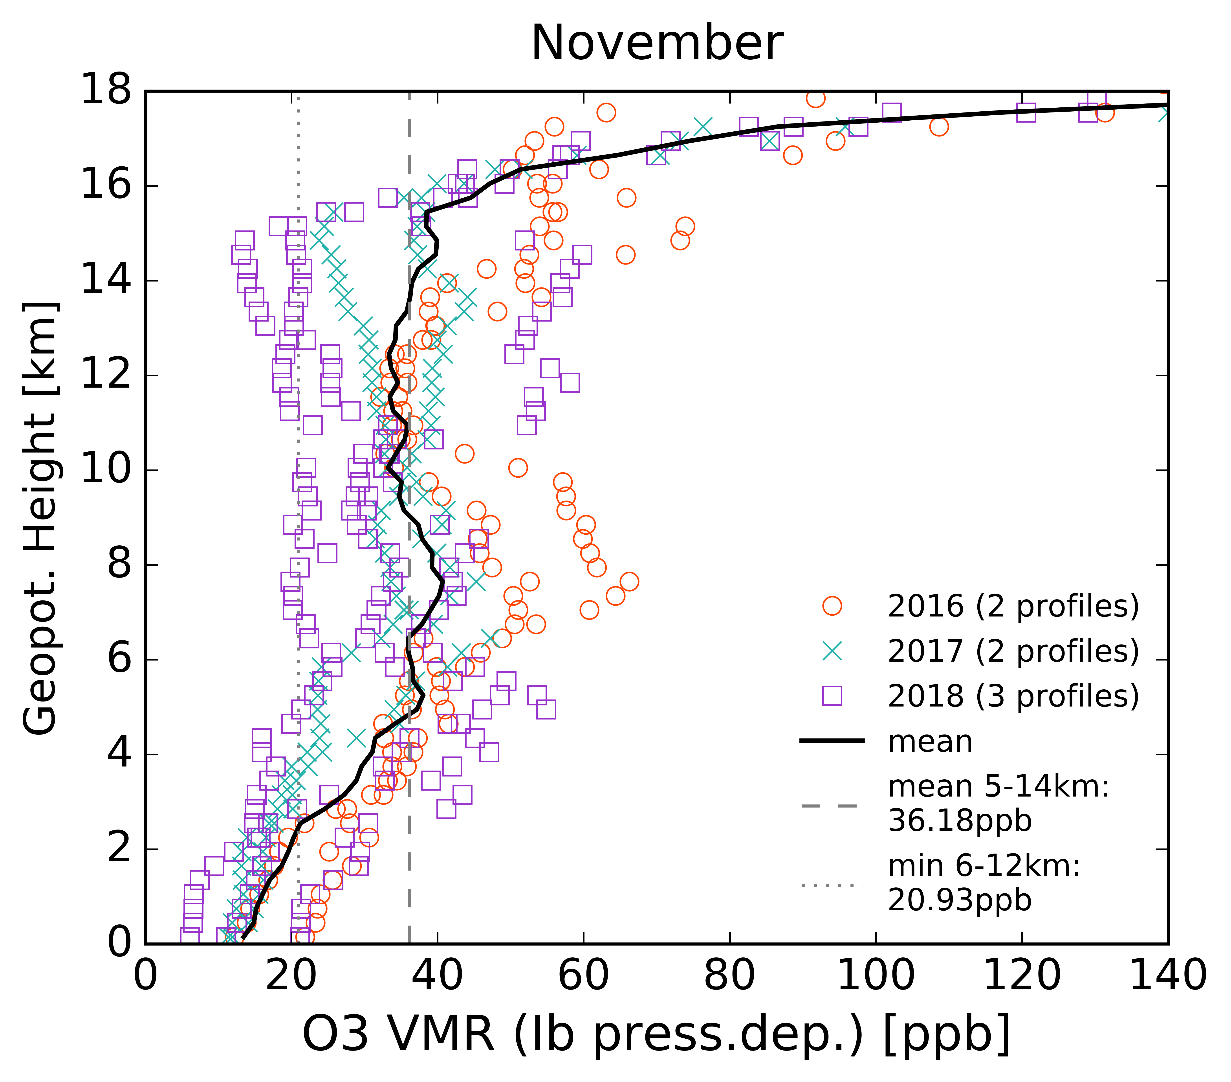 November
18
16
14
12
10
8
6
4
2
0
Geopot. Height [km]
2016 (2 profiles)
2017 (2 profiles)
2018 (3 profiles)
mean
mean 5-14km:
36.18ppb
min 6-12km:
20.93ppb
0 20 40 60 80 100 120 140
O3 VMR (Ib press.dep.) [ppb]